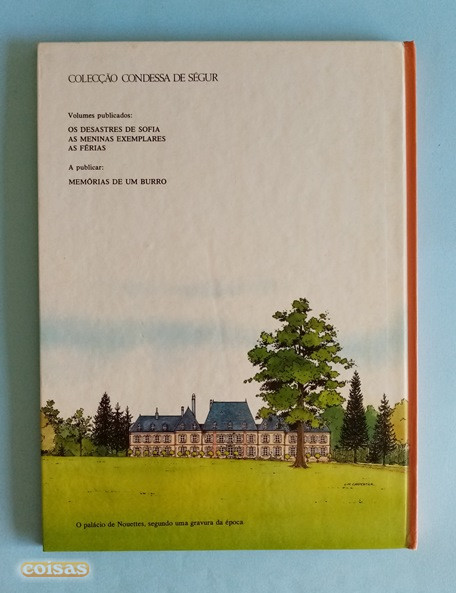 COLECÇÃO CONDESSA DE SÉGUR
Volumes publicados:
OS DESASTRES DE SOFIA
AS MENINAS EXEMPLARES
AS FÉRIAS
A publicar:
MEMÓRIAS DE UM BURRO
O palácio de Nouettes, segundo uma gravura da época
coisas